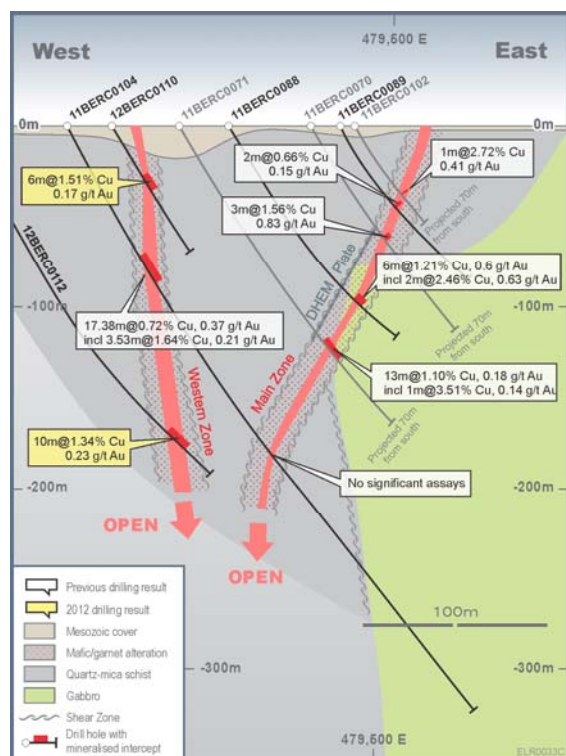 479,600 E
West
East
11BERC0104
12BERC0110
11BERC0071
11BERC0088
11BERC0070
11BERC0089
11BERC0102
0m
0m
2m@0.66% Cu
0.15 g/t Au
1m@2.72% Cu
0.41 g/t Au
6m@1.51% Cu
0.17 g/t Au
3m@1.56% Cu
0.83 g/t Au
Projected 70m
from south
12BERC0112
DHEM Plate
6m@1.21% Cu, 0.6 g/t Au
incl 2m@2.46% Cu, 0.63 g/t Au
-100m
-100m
17.38m@0.72% Cu, 0.37 g/t Au
incl 3.53m@1.64% Cu, 0.21 g/t Au
Projected 70m
from south
Western Zone
Main Zone
13m@1.10% Cu, 0.18 g/t Au
incl 1m@3.51% Cu, 0.14 g/t Au
Projected 70m
from south
10m@1.34% Cu
0.23 g/t Au
No significant assays
-200m
-200m
OPEN
OPEN
Previous drilling result
2012 drilling result
Mesozoic cover
Mafic/garnet alteration
Quartz-mica schist
Gabbro
Shear Zone
Drill hole with
mineralised intercept
100m
-300m
-300m
479,600 E
ELR0033C